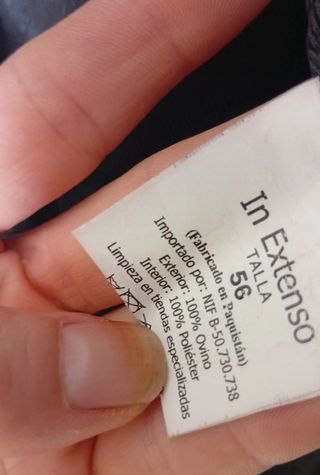 In Extenso
TALLA
56
(Fabricado en Paquistán)
Importado por: NIF B-50.730.738
Exterior: 100% Ovino
Interior: 100% Poliéster
Limpieza en tiendas especializadas